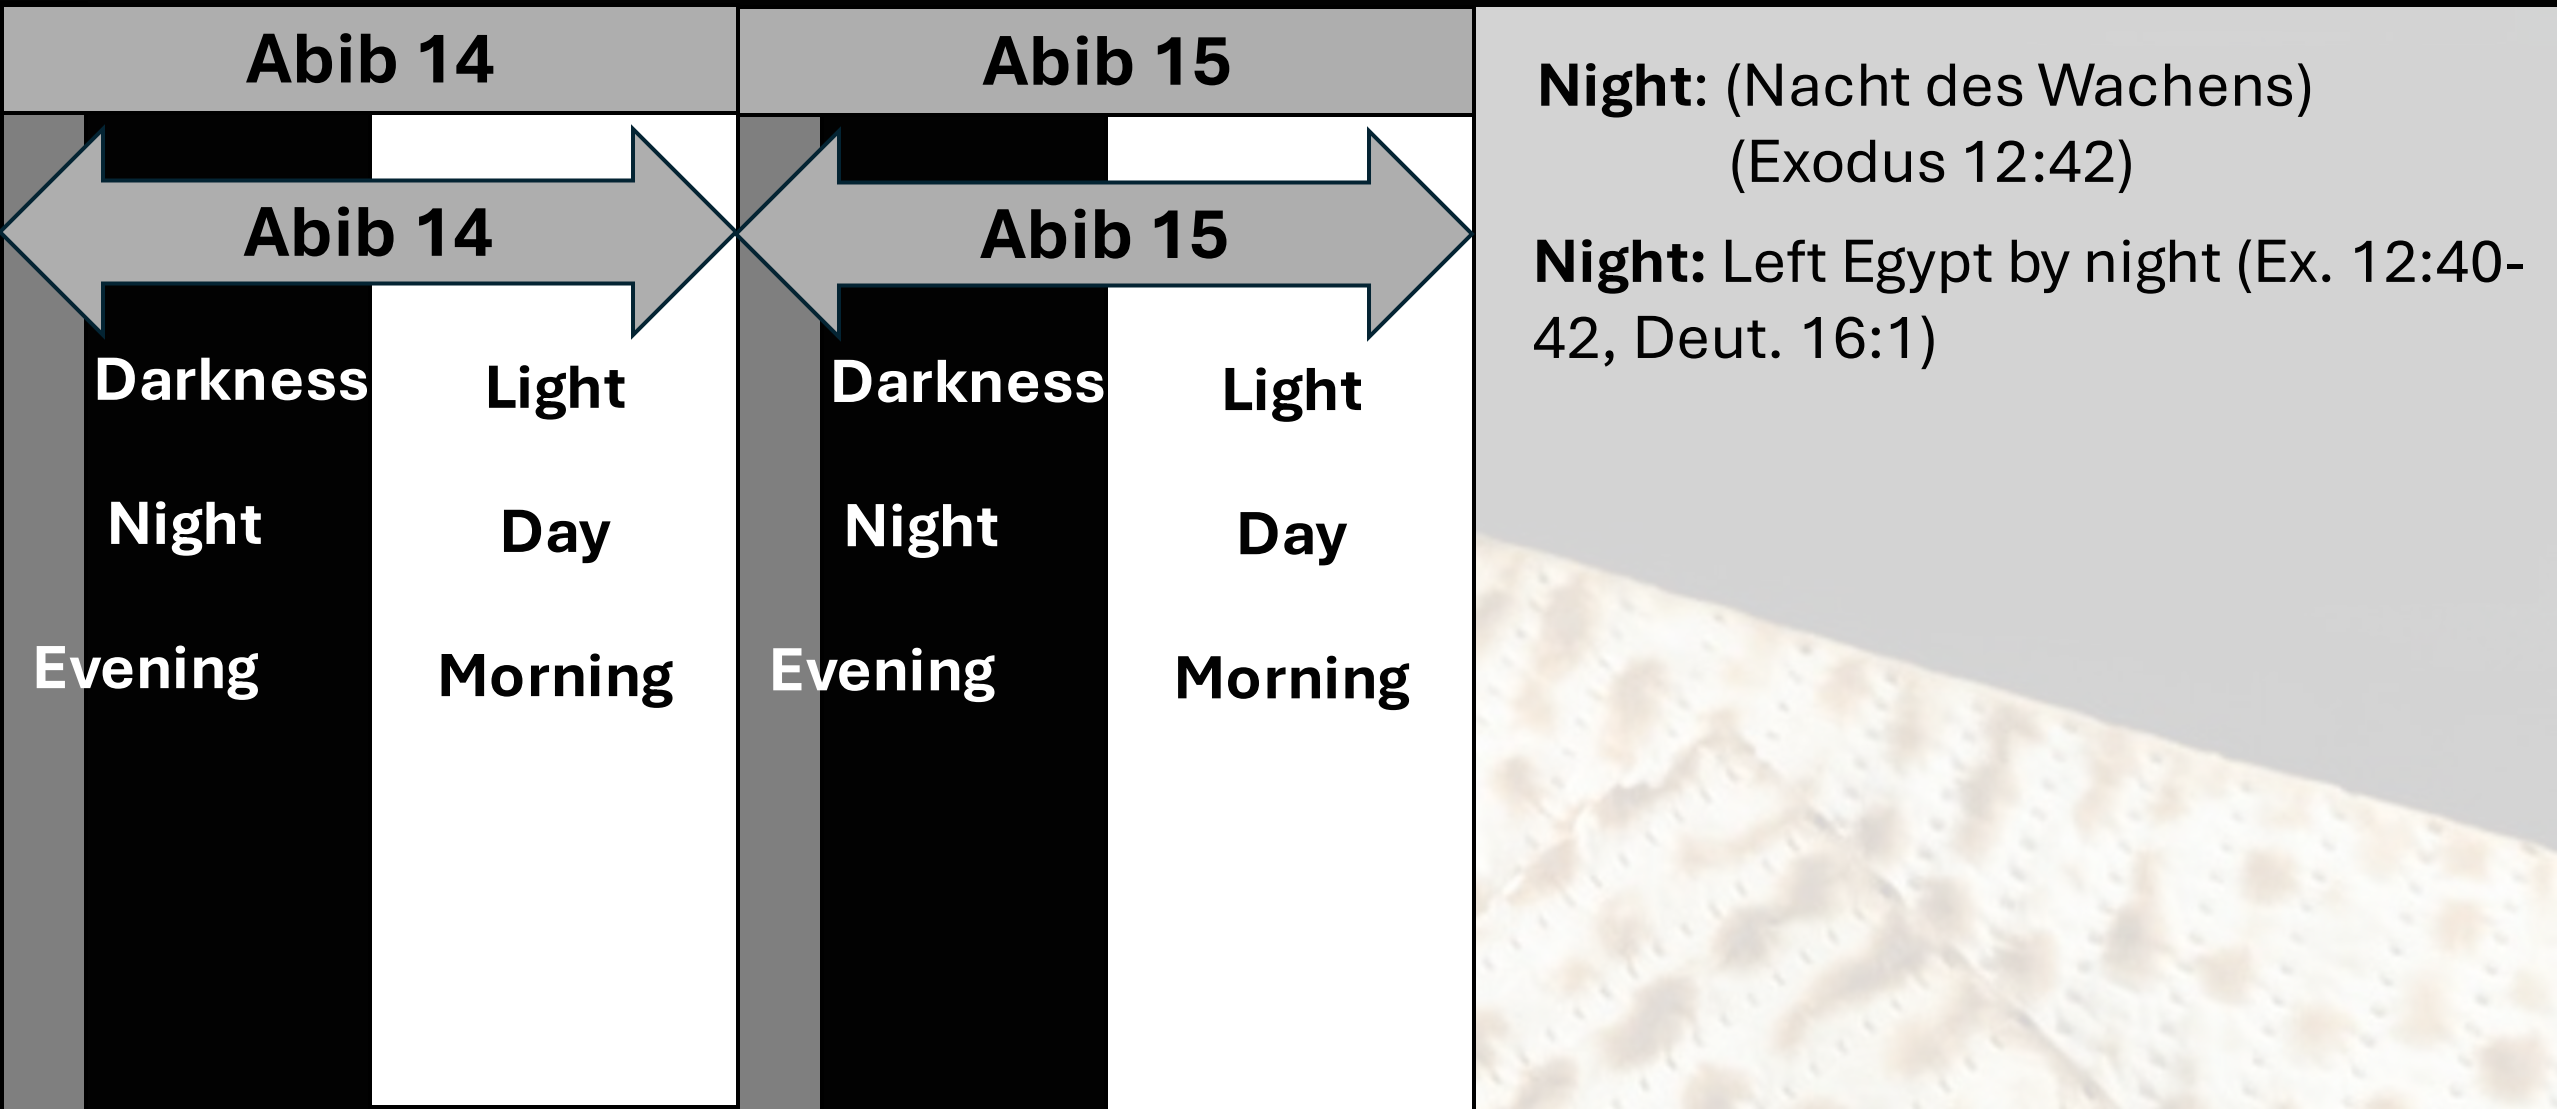 Abib 14
Abib 15
Abib 14
Abib 15
Darkness
Light
Darkness
Light
Night
Day
Night
Day
Evening
Morning
Evening
Morning
Night: (Nacht des Wachens)
(Exodus 12:42)
Night: Left Egypt by night (Ex. 12:40-
42, Deut. 16:1)